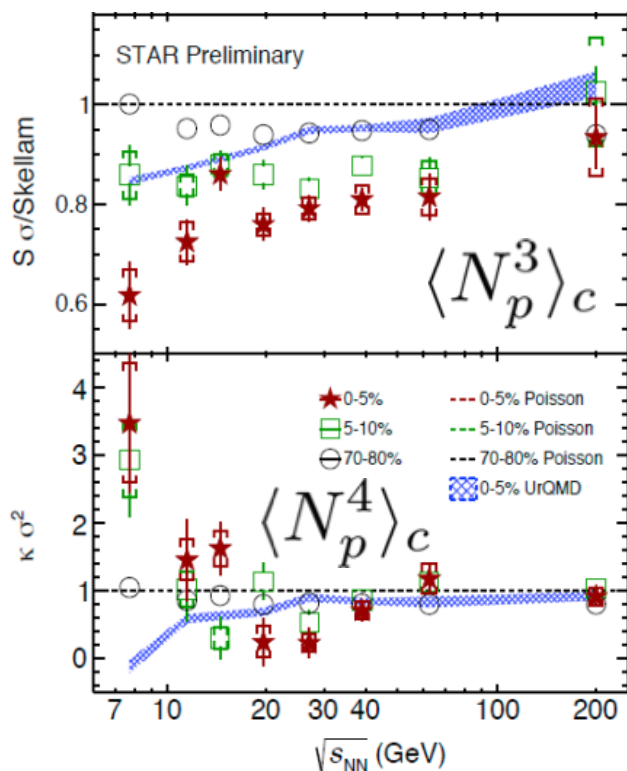 STAR Preliminary
S σ/Skellam
1
0.8
0.6
⟨N_p^3⟩_c
κ σ²
4
3
2
1
0
0-5%
0-5% Poisson
5-10%
5-10% Poisson
70-80%
70-80% Poisson
0-5% UrQMD
⟨N_p^4⟩_c
7 10 20 30 40 100 200
√s_NN (GeV)